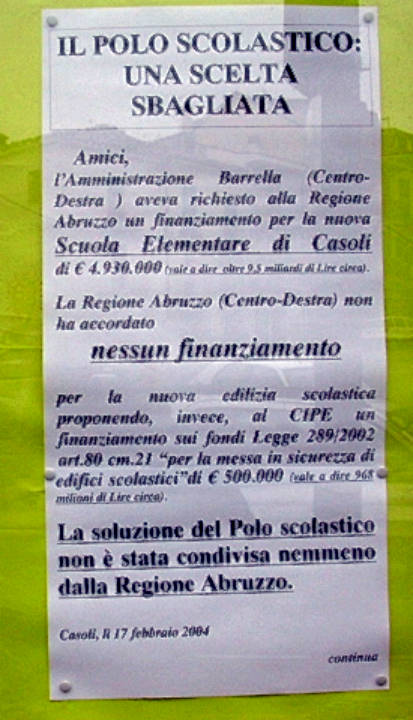 IL POLO SCOLASTICO:
UNA SCELTA
SBAGLIATA
Amici,
l'Amministrazione Barrella (Centro-
Destra ) aveva richiesto alla Regione
Abruzzo un finanziamento per la nuova
Scuola Elementare di Casoli
di € 4.930.000 (vale a dire oltre 9,5 miliardi di Lire circa).
La Regione Abruzzo (Centro-Destra) non
ha accordato
nessun finanziamento
per la nuova edilizia scolastica
proponendo, invece, al CIPE un
finanziamento sui fondi Legge 289/2002
art.80 cm.21 "per la messa in sicurezza di
edifici scolastici"di € 500.000 (vale a dire 968
milioni di Lire circa).
La soluzione del Polo scolastico
non è stata condivisa nemmeno
dalla Regione Abruzzo.
Casoli, lì 17 febbraio 2004
continua